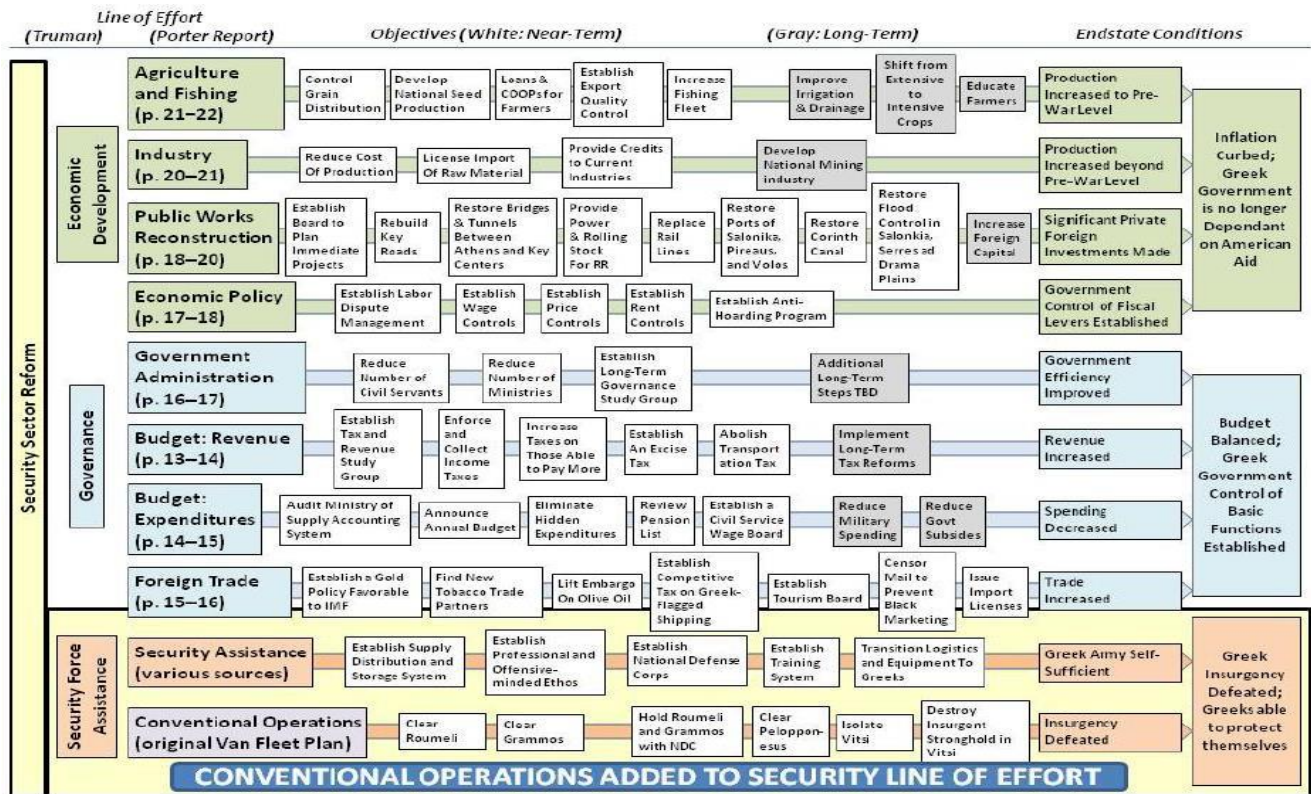 Line of Effort
(Truman)
(Porter Report)
Objectives (White: Near-Term)
(Gray: Long-Term)
Endstate Conditions
Security Sector Reform
Economic
Development
Agriculture
and Fishing
(p. 21–22)
Control
Grain
Distribution
Develop
National Seed
Production
Loans &
COOPs for
Farmers
Establish
Export
Quality
Control
Increase
Fishing
Fleet
Improve
Irrigation
& Drainage
Shift from
Extensive
to
Intensive
Crops
Educate
Farmers
Production
Increased to Pre-
War Level
Industry
(p. 20–21)
Reduce Cost
Of Production
License Import
Of Raw Material
Provide Credits
to Current
Industries
Develop
National Mining
industry
Production
Increased beyond
Pre-War Level
Public Works
Reconstruction
(p. 18–20)
Establish
Board to
Plan
Immediate
Projects
Rebuild
Key
Roads
Restore Bridges
& Tunnels
Between
Athens and Key
Centers
Provide
Power
& Rolling
Stock
For RR
Replace
Rail
Lines
Restore
Ports of
Salonika,
Pireaus,
and Volos
Restore
Corinth
Canal
Restore
Flood
Control in
Salonkia,
Serres ad
Drama
Plains
Increase
Foreign
Capital
Significant Private
Foreign
Investments Made
Economic Policy
(p. 17–18)
Establish Labor
Dispute
Management
Establish
Wage
Controls
Establish
Price
Controls
Establish
Rent
Controls
Establish Anti-
Hoarding Program
Government
Control of Fiscal
Levers Established
Inflation
Curbed;
Greek
Government
is no longer
Dependant
on American
Aid
Governance
Government
Administration
(p. 16–17)
Reduce
Number of
Civil Servants
Reduce
Number of
Ministries
Establish
Long-Term
Governance
Study Group
Additional
Long-Term
Steps TBD
Government
Efficiency
Improved
Budget: Revenue
(p. 13–14)
Establish
Tax and
Revenue
Study
Group
Enforce
and
Collect
Income
Taxes
Increase
Taxes on
Those Able
to Pay More
Establish
An Excise
Tax
Abolish
Transport
ation Tax
Implement
Long-Term
Tax Reforms
Revenue
Increased
Budget:
Expenditures
(p. 14–15)
Audit Ministry of
Supply Accounting
System
Announce
Annual Budget
Eliminate
Hidden
Expenditures
Review
Pension
List
Establish a
Civil Service
Wage Board
Reduce
Military
Spending
Reduce
Govt
Subsides
Spending
Decreased
Foreign Trade
(p. 15–16)
Establish a Gold
Policy Favorable
to IMF
Find New
Tobacco Trade
Partners
Lift Embargo
On Olive Oil
Establish
Competitive
Tax on Greek-
Flagged
Shipping
Establish
Tourism Board
Censor
Mail to
Prevent
Black
Marketing
Issue
Import
Licenses
Trade
Increased
Budget
Balanced;
Greek
Government
Control of
Basic
Functions
Established
Security Force
Assistance
Security Assistance
(various sources)
Establish Supply
Distribution and
Storage System
Establish
Professional and
Offensive-
minded Ethos
Establish
National Defense
Corps
Establish
Training
System
Transition Logistics
and Equipment To
Greeks
Greek Army Self-
Sufficient
Conventional Operations
(original Van Fleet Plan)
Clear
Roumeli
Clear
Grammos
Hold Roumeli
and Grammos
with NDC
Clear
Peloppon-
esus
Isolate
Vitsi
Destroy
Insurgent
Stronghold in
Vitsi
Insurgency
Defeated
Greek
Insurgency
Defeated;
Greeks able
to protect
themselves
CONVENTIONAL OPERATIONS ADDED TO SECURITY LINE OF EFFORT